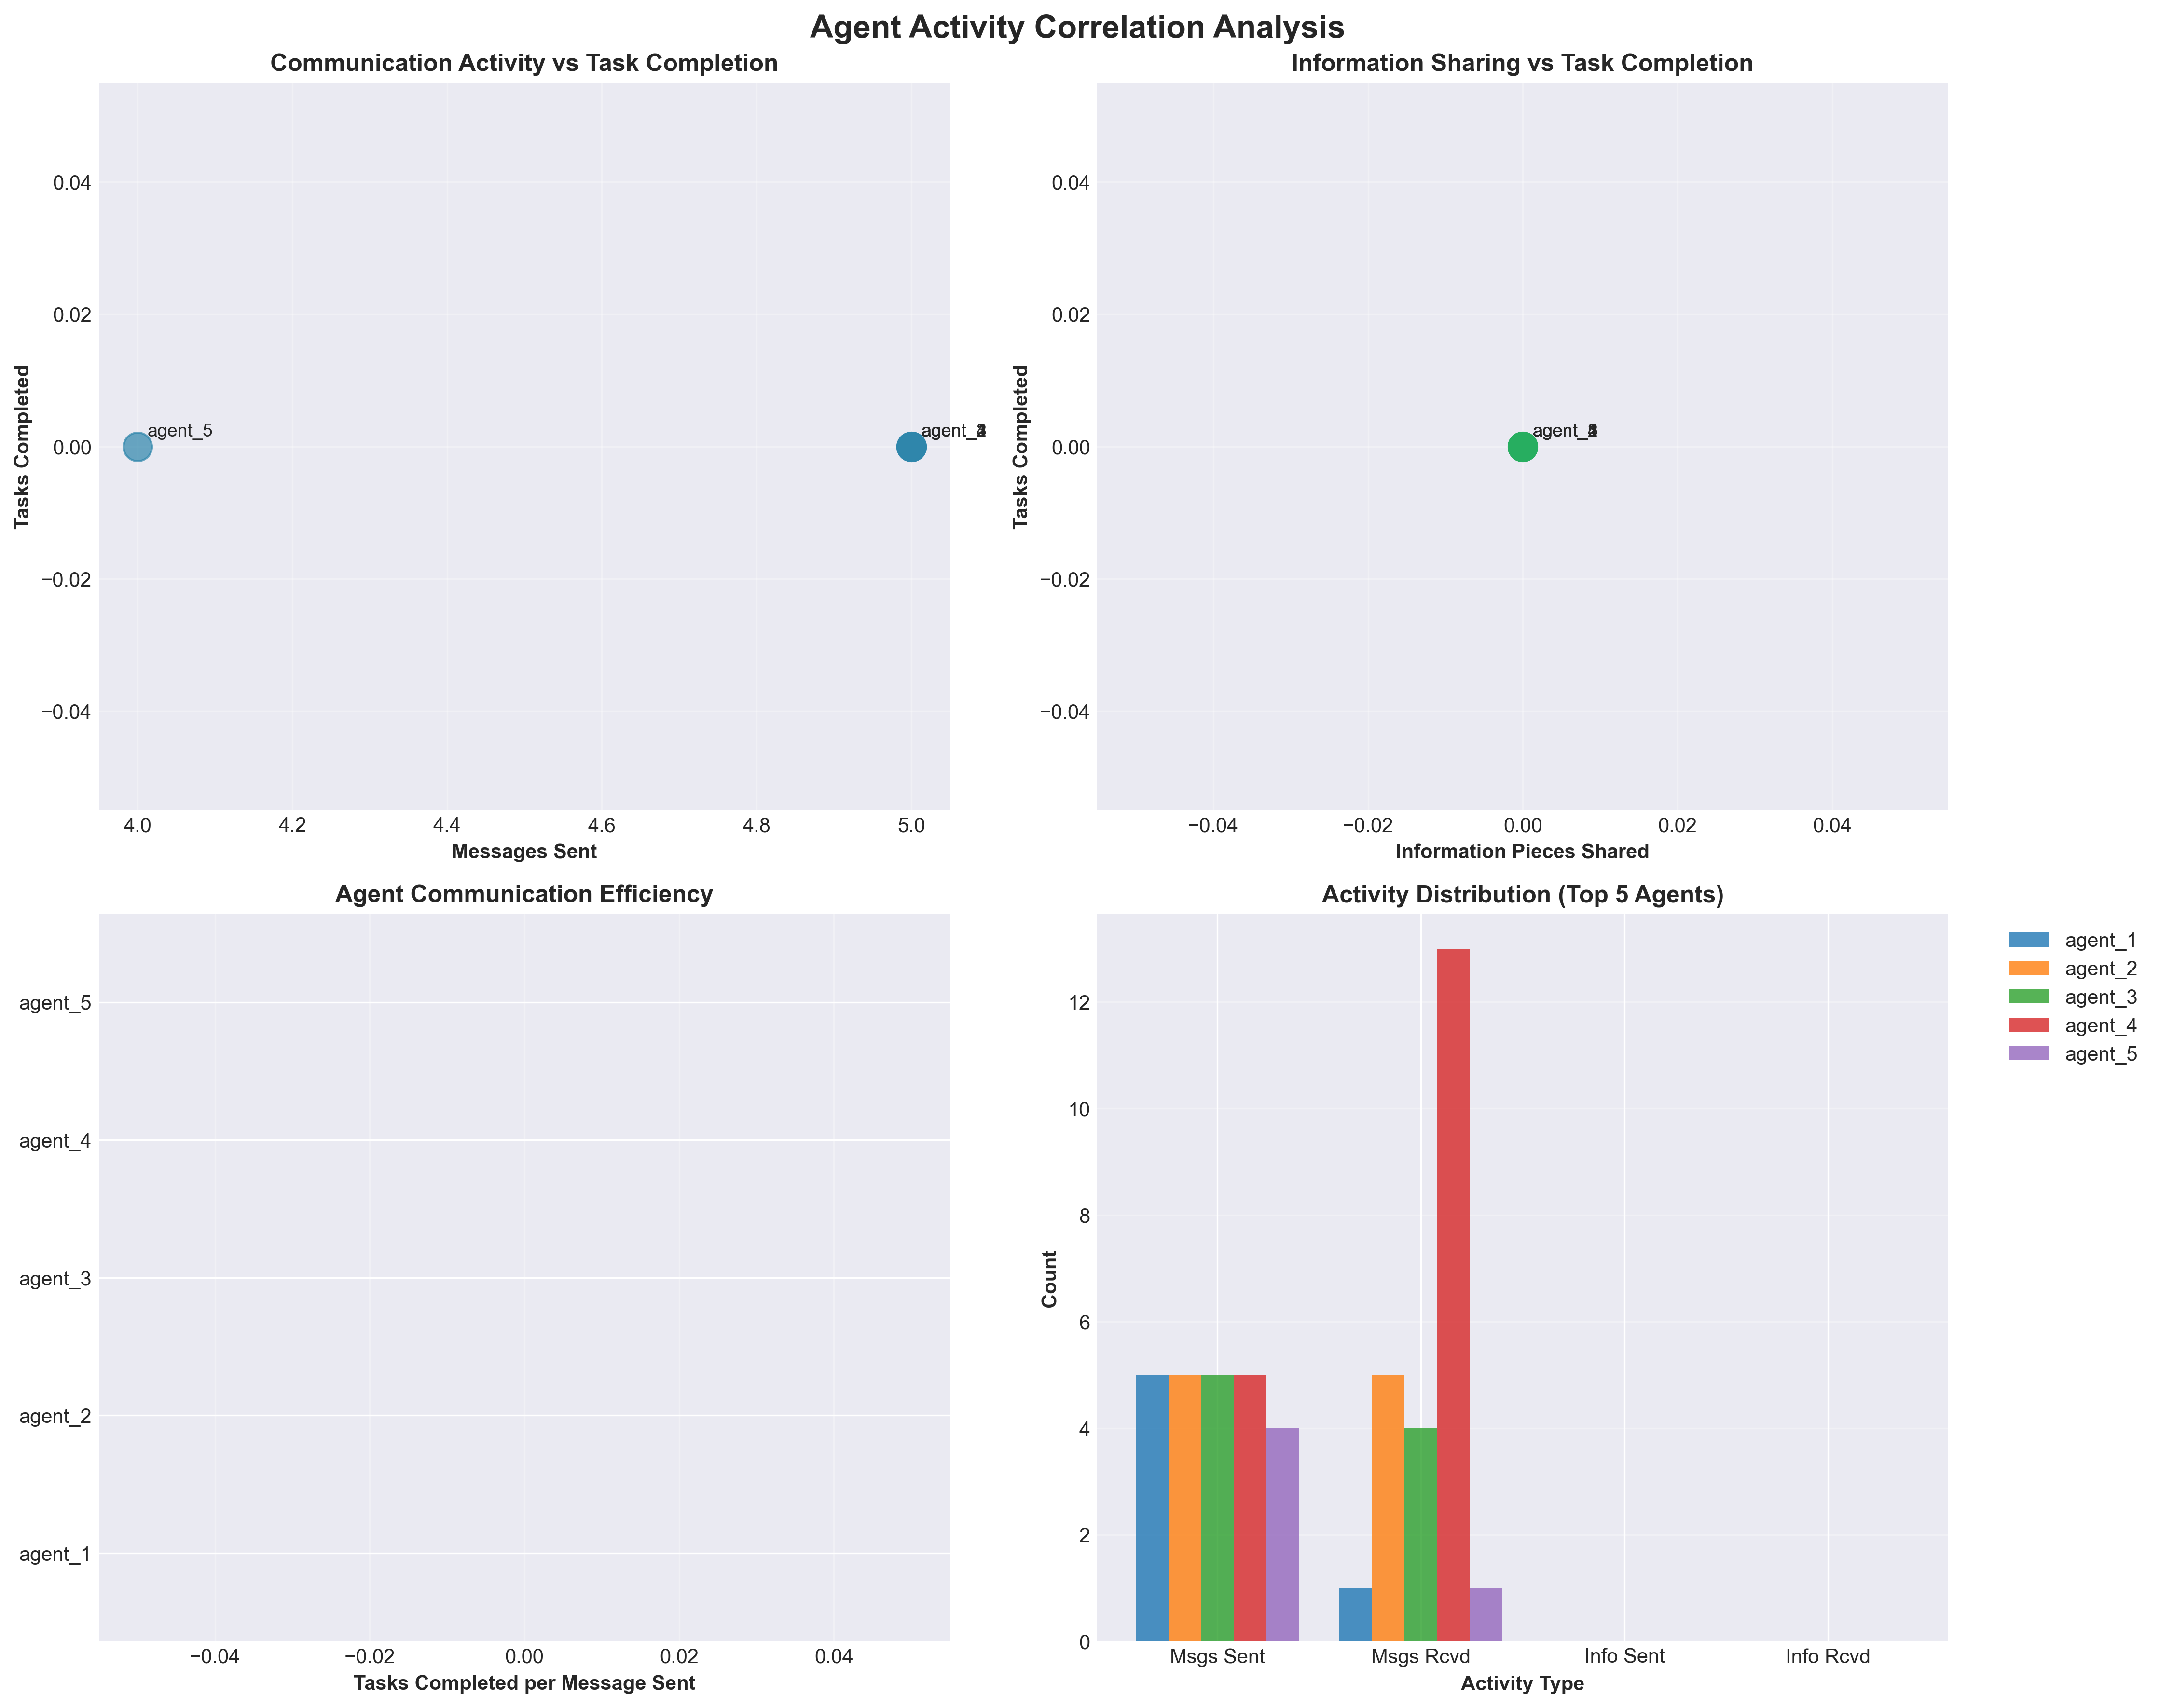 Agent Activity Correlation Analysis
Communication Activity vs Task Completion
Tasks Completed
0.04
0.02
0.00
−0.02
−0.04
agent_5
4.0 4.2 4.4 4.6 4.8 5.0
Messages Sent
Information Sharing vs Task Completion
Tasks Completed
0.04
0.02
0.00
−0.02
−0.04
−0.04 −0.02 0.00 0.02 0.04
Information Pieces Shared
Agent Communication Efficiency
agent_5
agent_4
agent_3
agent_2
agent_1
−0.04 −0.02 0.00 0.02 0.04
Tasks Completed per Message Sent
Activity Distribution (Top 5 Agents)
Count
12
10
8
6
4
2
0
Msgs Sent Msgs Rcvd Info Sent Info Rcvd
Activity Type
agent_1
agent_2
agent_3
agent_4
agent_5